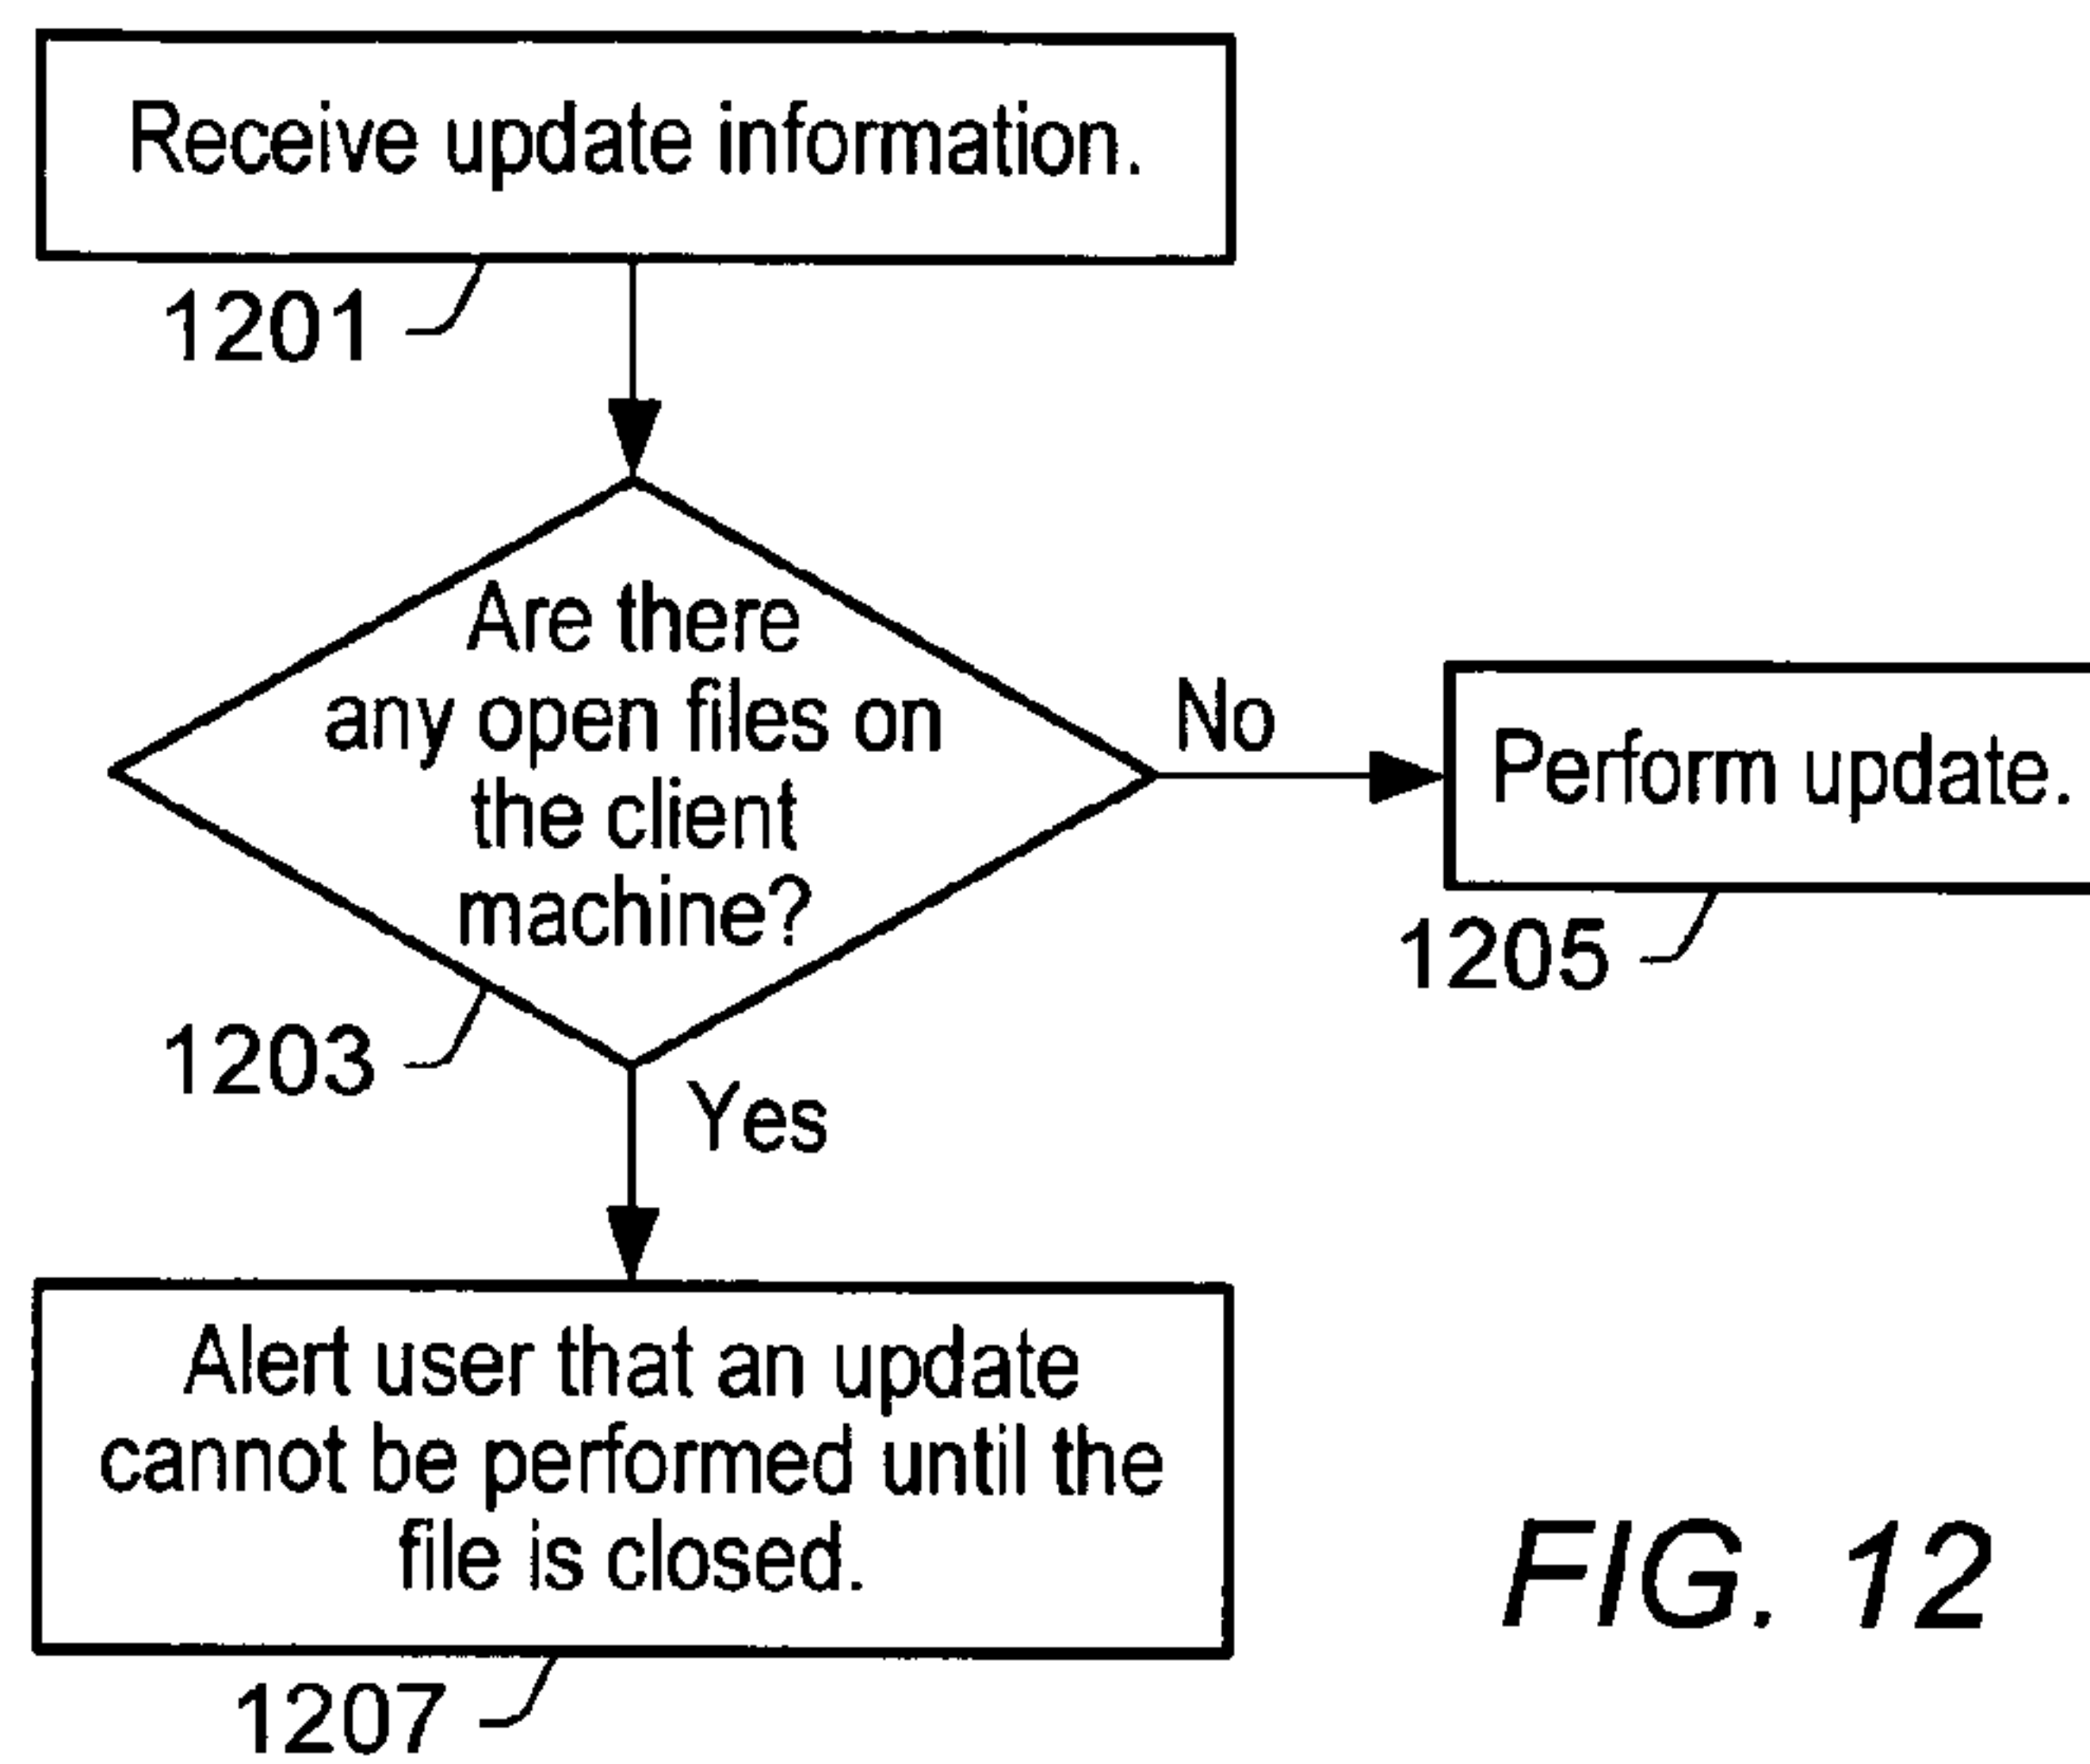 Receive update information.
1201
Are there
any open files on
the client
machine?
No
Perform update.
1205
1203
Yes
Alert user that an update
cannot be performed until the
file is closed.
1207
FIG. 12